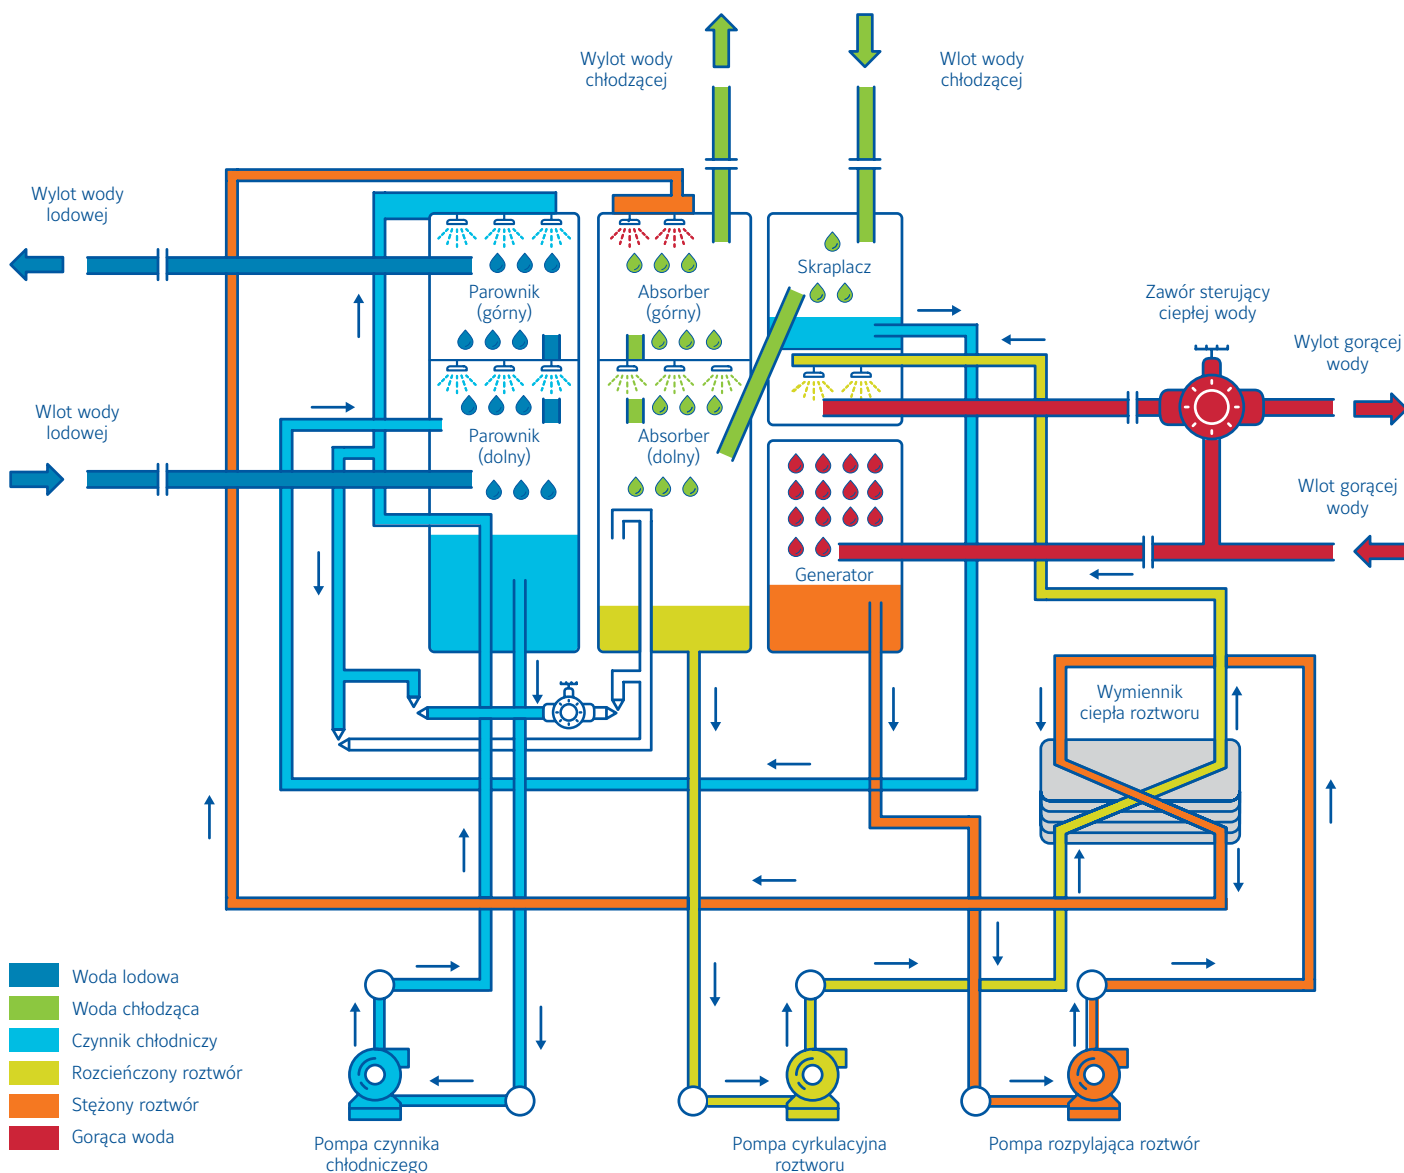 Wylot wody
chłodzącej
Wlot wody
chłodzącej
Wylot wody
lodowej
Skraplacz
Parownik
(górny)
Absorber
(górny)
Zawór sterujący
ciepłej wody
Wylot gorącej
wody
Wlot wody
lodowej
Parownik
(dolny)
Absorber
(dolny)
Wlot gorącej
wody
Generator
Wymiennik
ciepła roztworu
Woda lodowa
Woda chłodząca
Czynnik chłodniczy
Rozcieńczony roztwór
Stężony roztwór
Gorąca woda
Pompa czynnika
chłodniczego
Pompa cyrkulacyjna
roztworu
Pompa rozpylająca roztwór